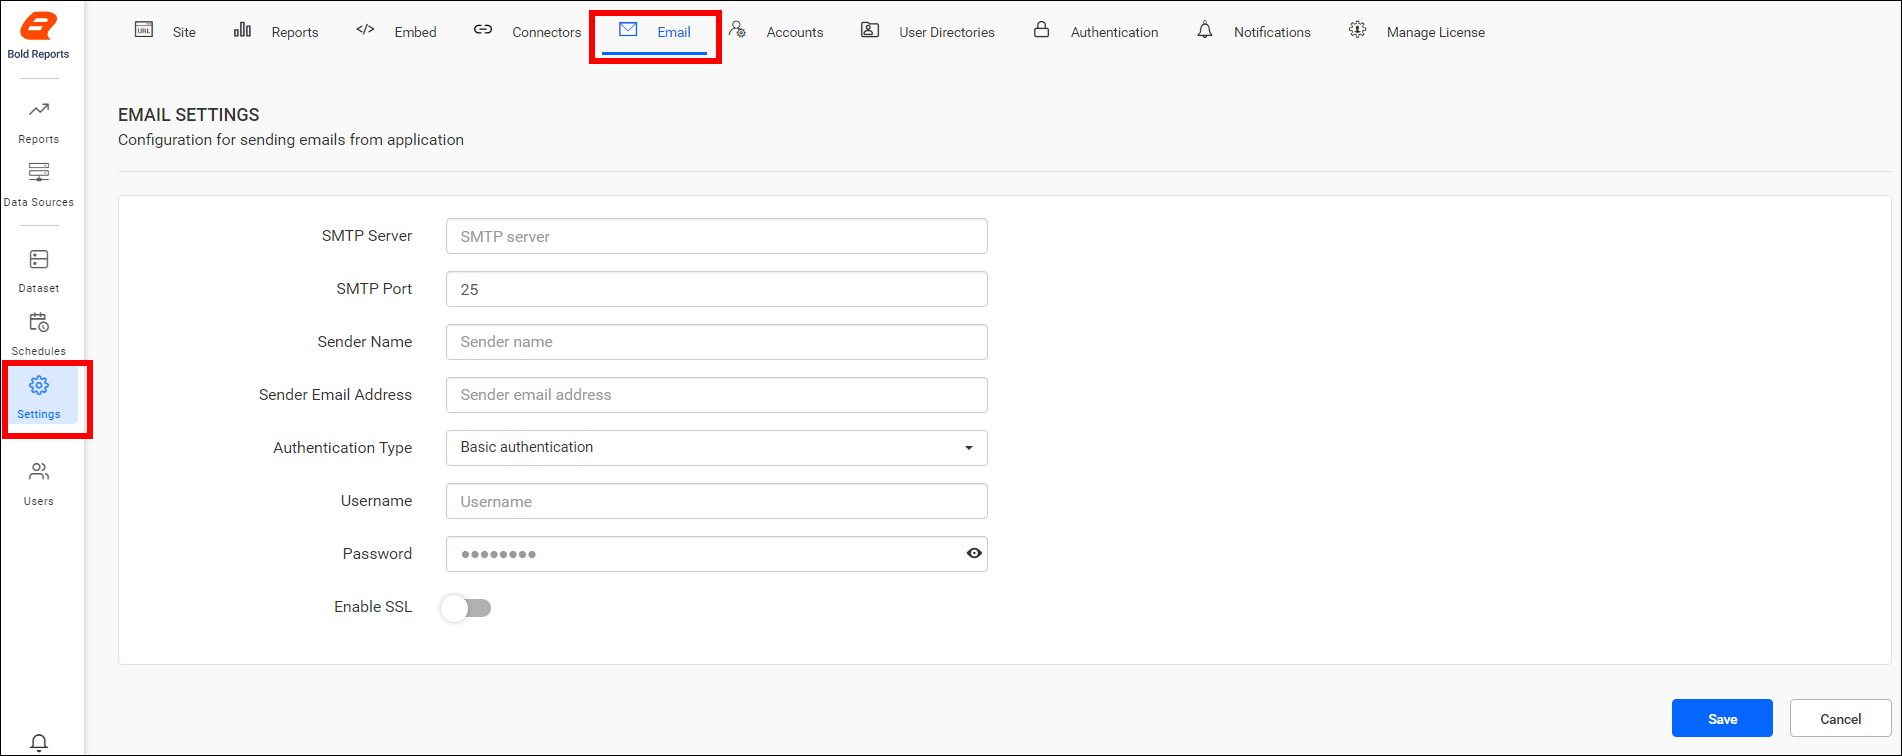 Bold Reports
Reports
Data Sources
Dataset
Schedules
Settings
Users
URL Site Reports </> Embed Connectors Email Accounts User Directories Authentication Notifications Manage License
EMAIL SETTINGS
Configuration for sending emails from application
SMTP Server SMTP server
SMTP Port 25
Sender Name Sender name
Sender Email Address Sender email address
Authentication Type Basic authentication
Username Username
Password ••••••••
Enable SSL
Save Cancel